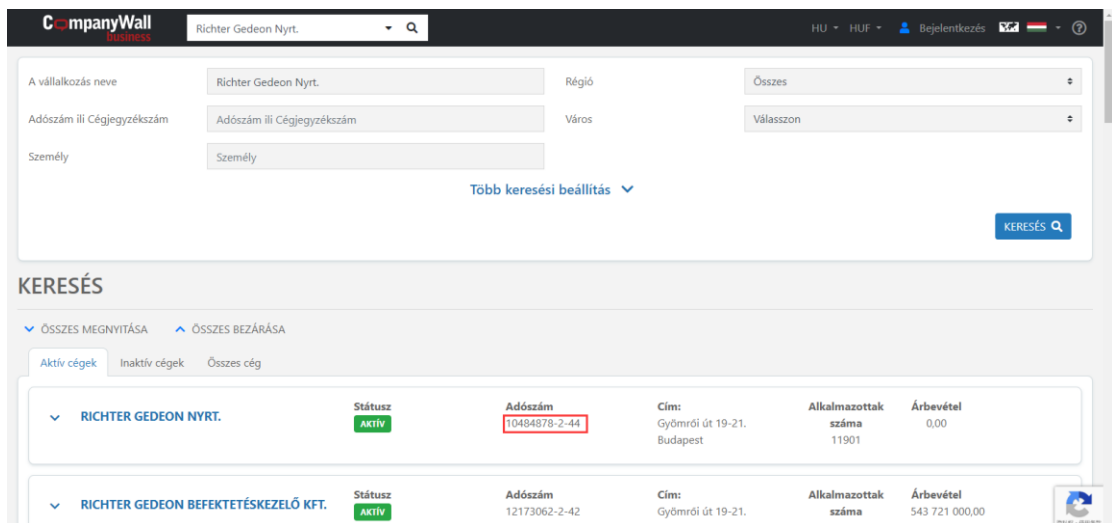 CompanyWall
business
Richter Gedeon Nyrt.
HU HUF Bejelentkezés
A vállalkozás neve Richter Gedeon Nyrt. Régió Összes
Adószám ili Cégjegyzékszám Adószám ili Cégjegyzékszám Város Válasszon
Személy Személy
Több keresési beállítás
KERESÉS
KERESÉS
ÖSSZES MEGNYITÁSA ÖSSZES BEZÁRÁSA
Aktív cégek Inaktív cégek Összes cég
RICHTER GEDEON NYRT. Státusz Adószám Cím: Alkalmazottak Árbevétel
AKTÍV 10484878-2-44 Gyömrői út 19-21. száma 0,00
Budapest 11901
RICHTER GEDEON BEFEKTETÉSKEZELŐ KFT. Státusz Adószám Cím: Alkalmazottak Árbevétel
AKTÍV 12173062-2-42 Gyömrői út 19-21. száma 543 721 000,00